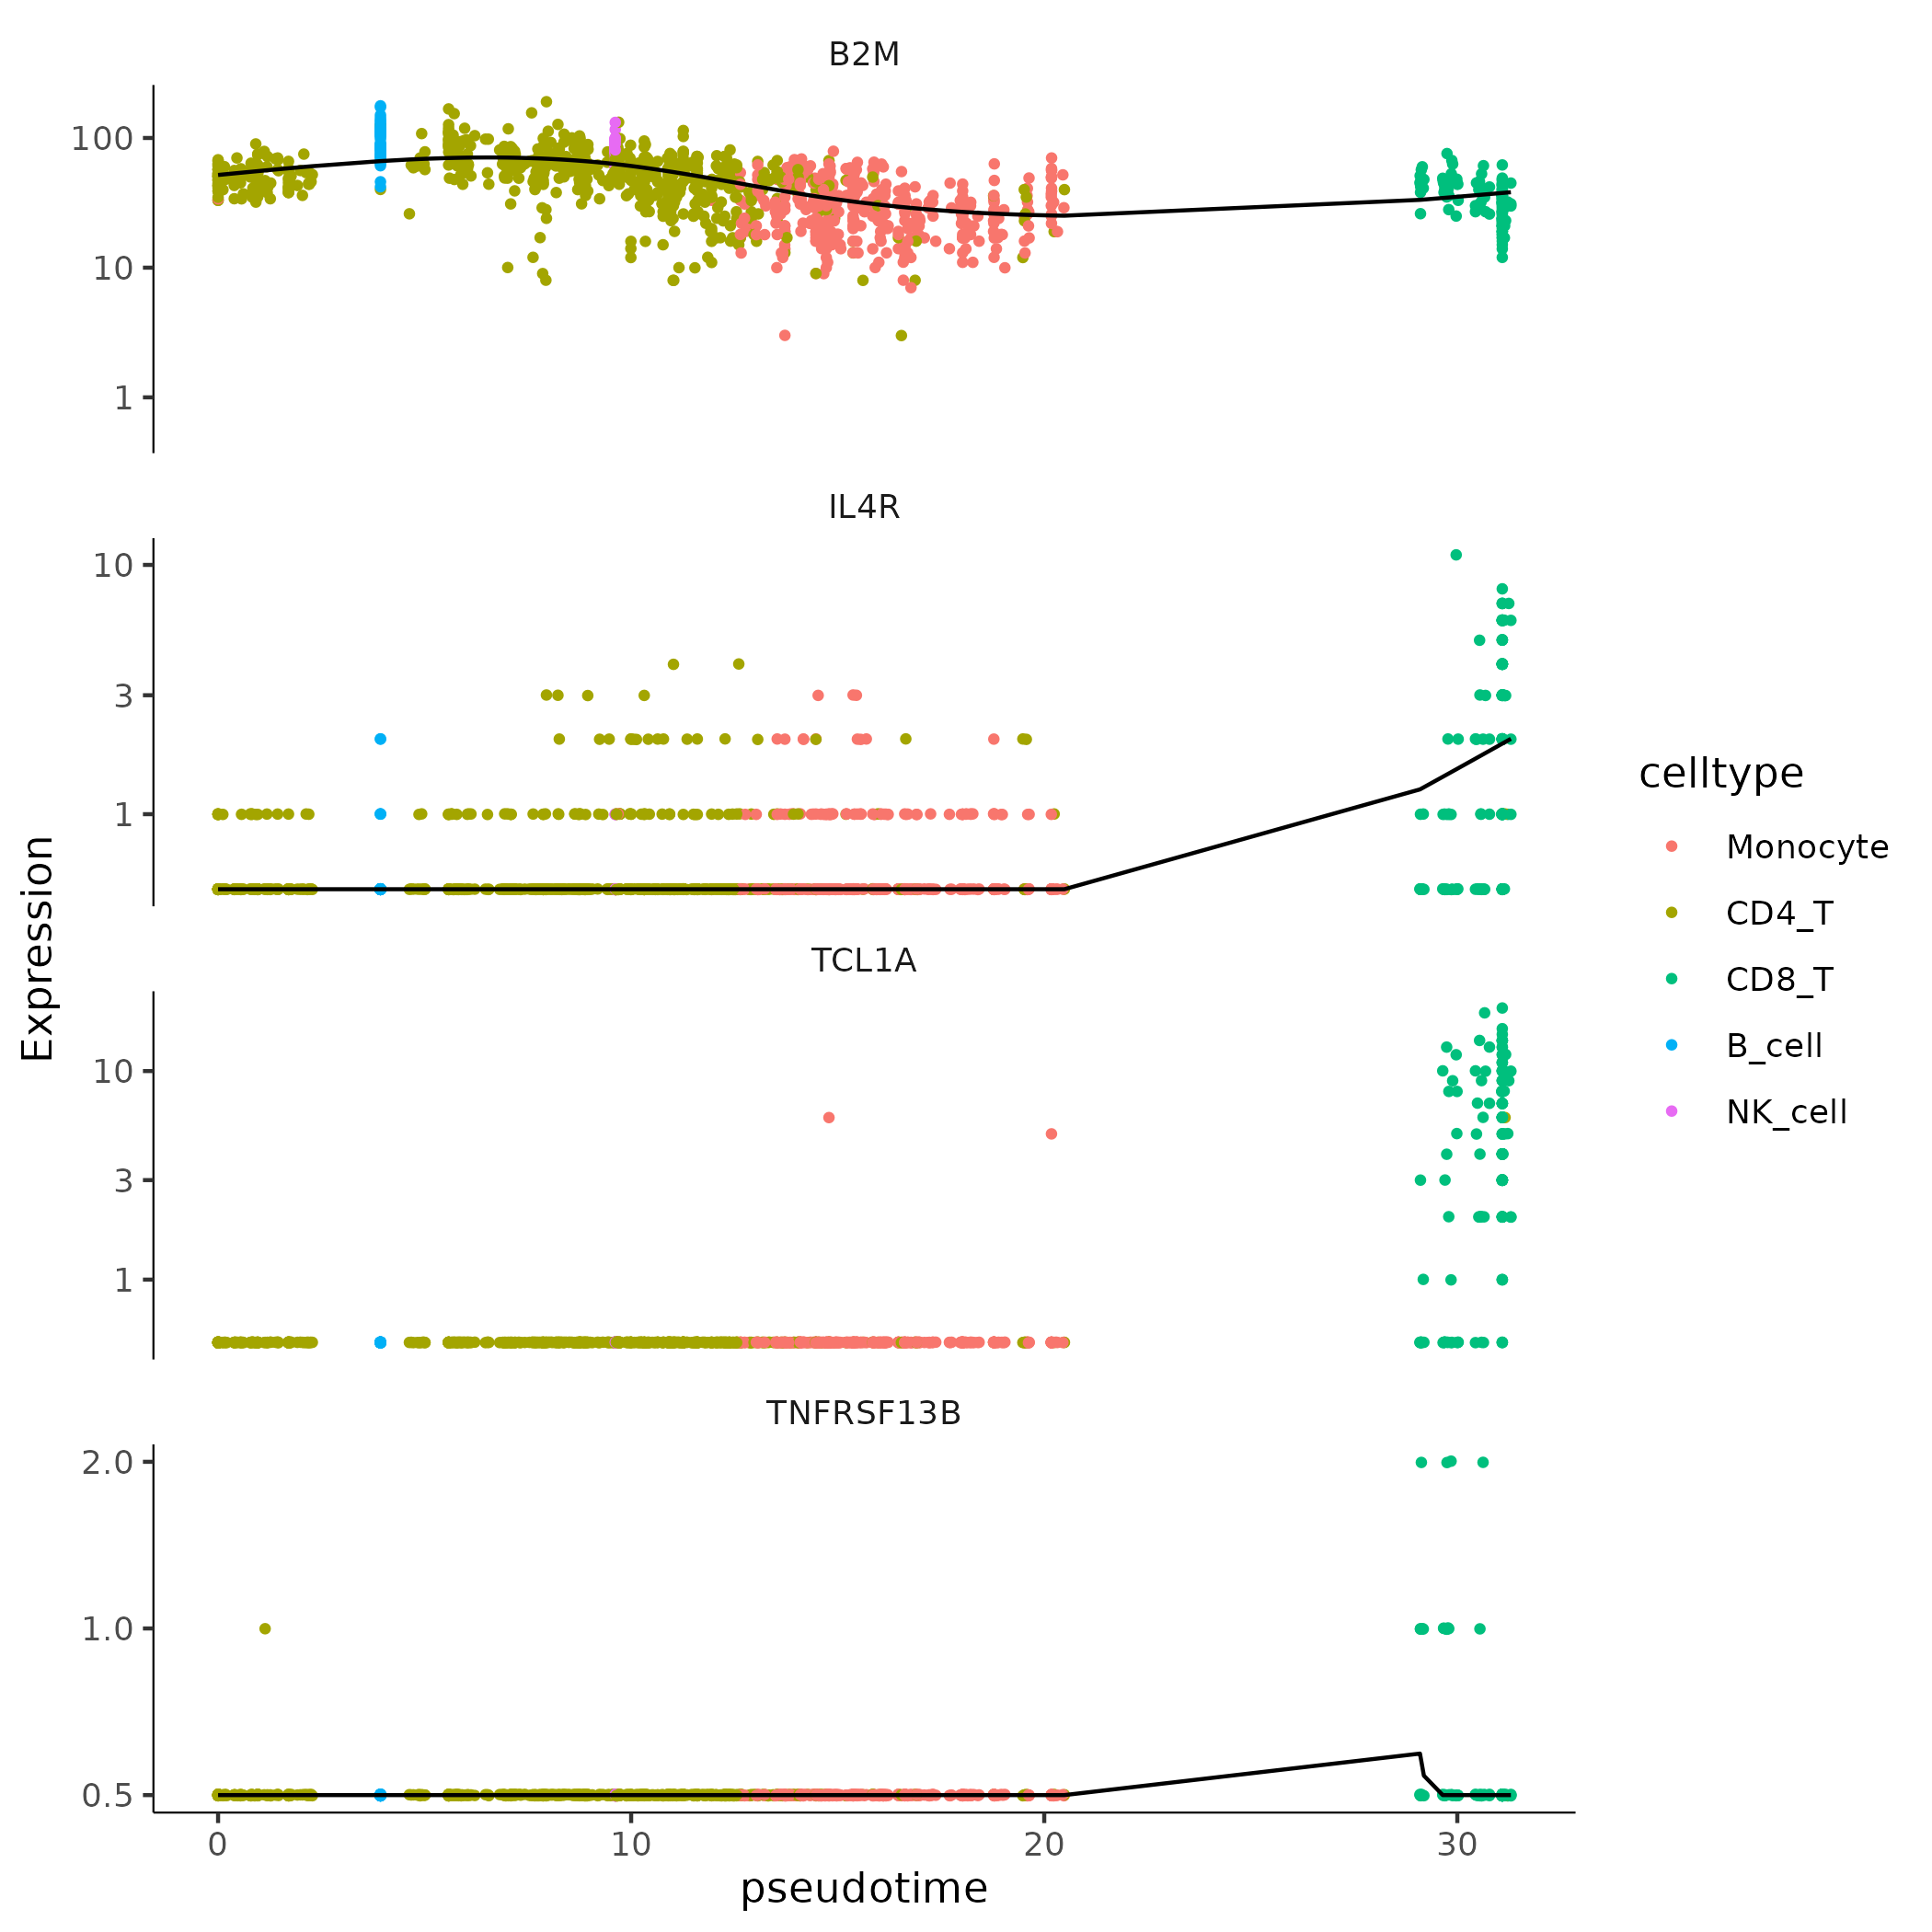 B2M
100
10
1
IL4R
10
3
1
TCL1A
10
3
1
TNFRSF13B
2.0
1.0
0.5
0 10 20 30
pseudotime
Expression
celltype
Monocyte
CD4_T
CD8_T
B_cell
NK_cell